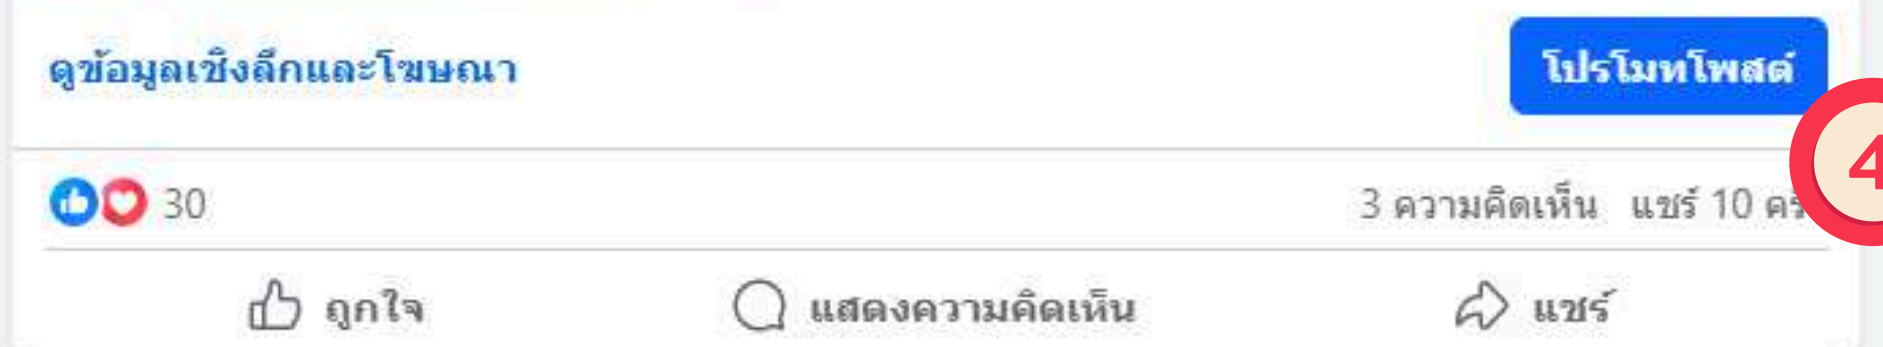 ดูข้อมูลเชิงลึกและโฆษณา
โปรโมทโพสต์
30
3 ความคิดเห็น แชร์ 10
4
ถูกใจ
แสดงความคิดเห็น
แชร์